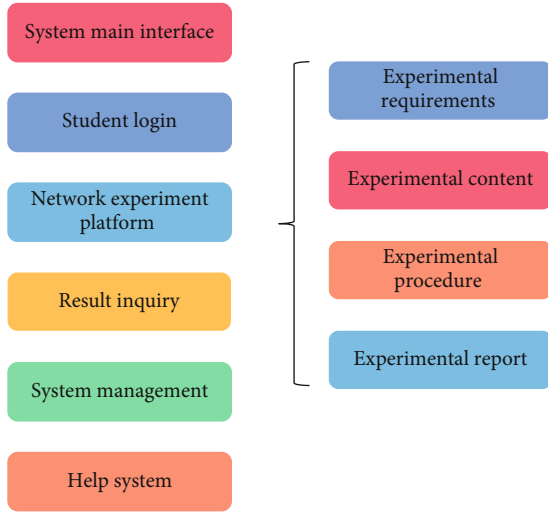 System main interface
Student login
Network experiment
platform
Result inquiry
System management
Help system
Experimental
requirements
Experimental content
Experimental
procedure
Experimental report